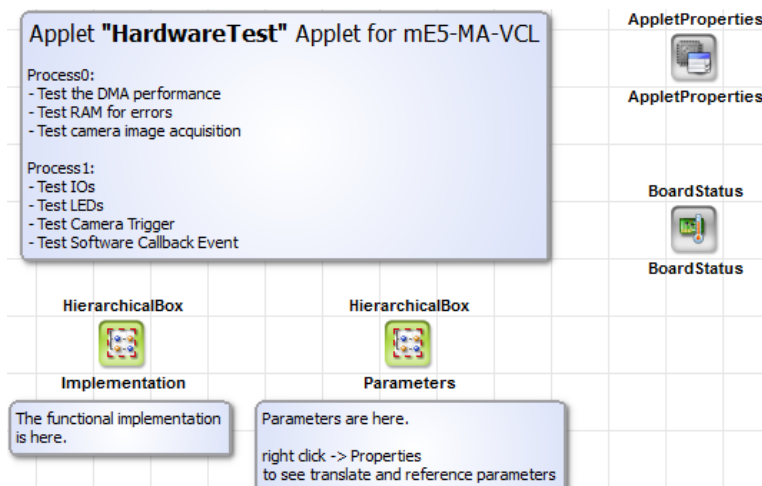 Applet "HardwareTest" Applet for mE5-MA-VCL
Process0:
- Test the DMA performance
- Test RAM for errors
- Test camera image acquisition
Process1:
- Test IOs
- Test LEDs
- Test Camera Trigger
- Test Software Callback Event
AppletProperties
AppletProperties
BoardStatus
BoardStatus
HierarchicalBox
Implementation
The functional implementation
is here.
HierarchicalBox
Parameters
Parameters are here.
right click -> Properties
to see translate and reference parameters